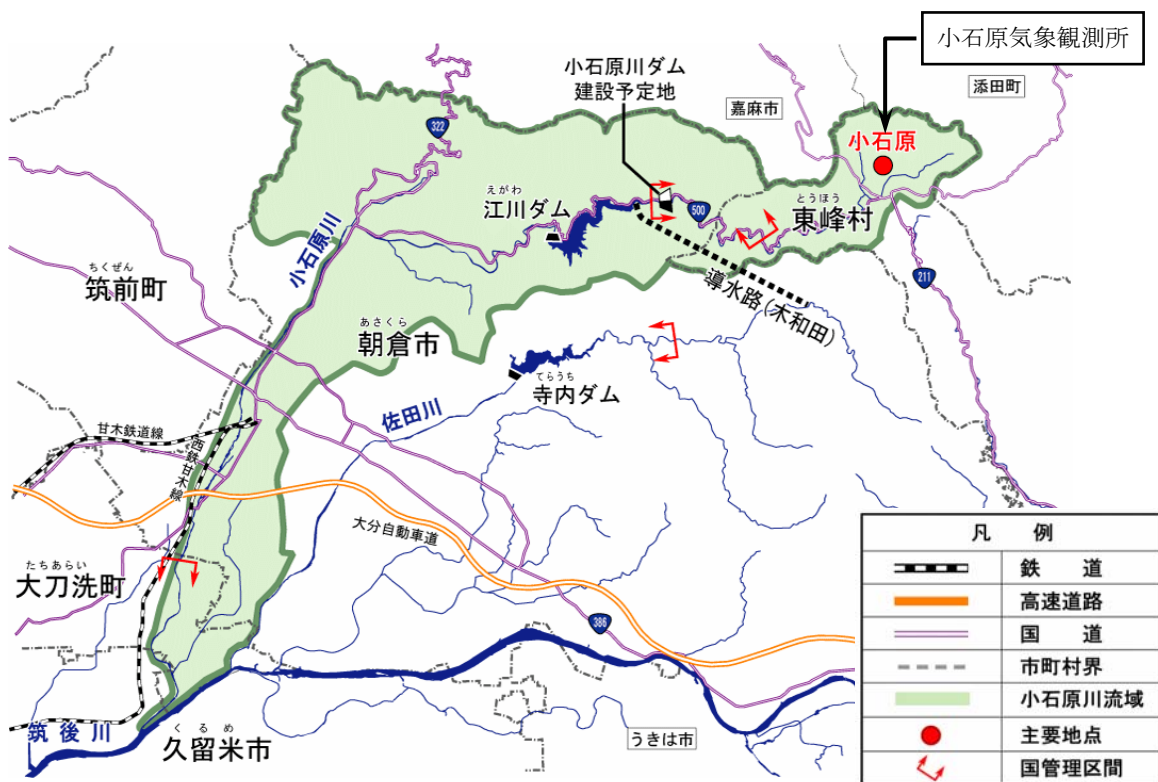 小石原気象観測所
小石原川ダム
建設予定地
嘉麻市
添田町
322
小石原
えがわ
江川ダム
500
とうほう
東峰村
小石原川
ちくぜん
筑前町
211
導水路(木和田)
あさくら
朝倉市
てらうち
寺内ダム
佐田川
甘木鉄道線
西鉄甘木線
大分自動車道
たちあらい
大刀洗町
386
筑後川
くるめ
久留米市
うきは市
凡 例
鉄 道
高速道路
国 道
市町村界
小石原川流域
主要地点
国管理区間